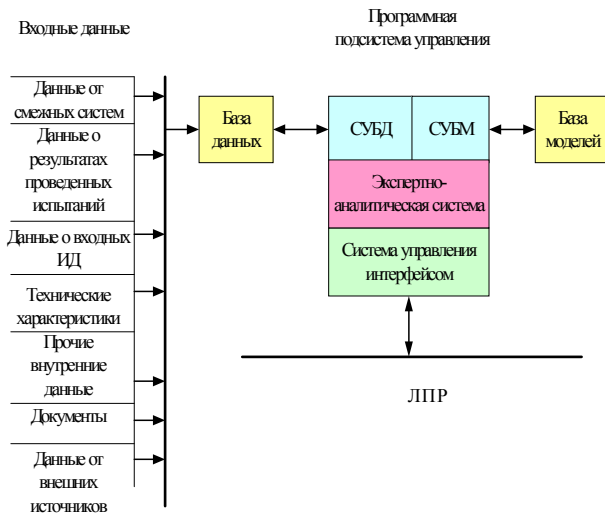 Входные данные
Программная
подсистема управления
Данные от
смежных систем
Данные о
результатах
проведенных
испытаний
Данные о входных
ИД
Технические
характеристики
Прочие
внутренние
данные
Документы
Данные от
внешних
источников
База
данных
СУБД
СУБМ
База
моделей
Экспертно-
аналитическая система
Система управления
интерфейсом
ЛПР